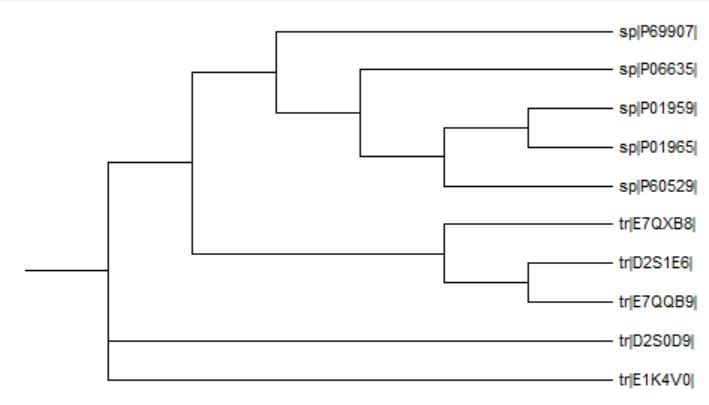 sp|P69907|
sp|P06635|
sp|P01959|
sp|P01965|
sp|P60529|
tr|E7QXB8|
tr|D2S1E6|
tr|E7QQB9|
tr|D2S0D9|
tr|E1K4V0|